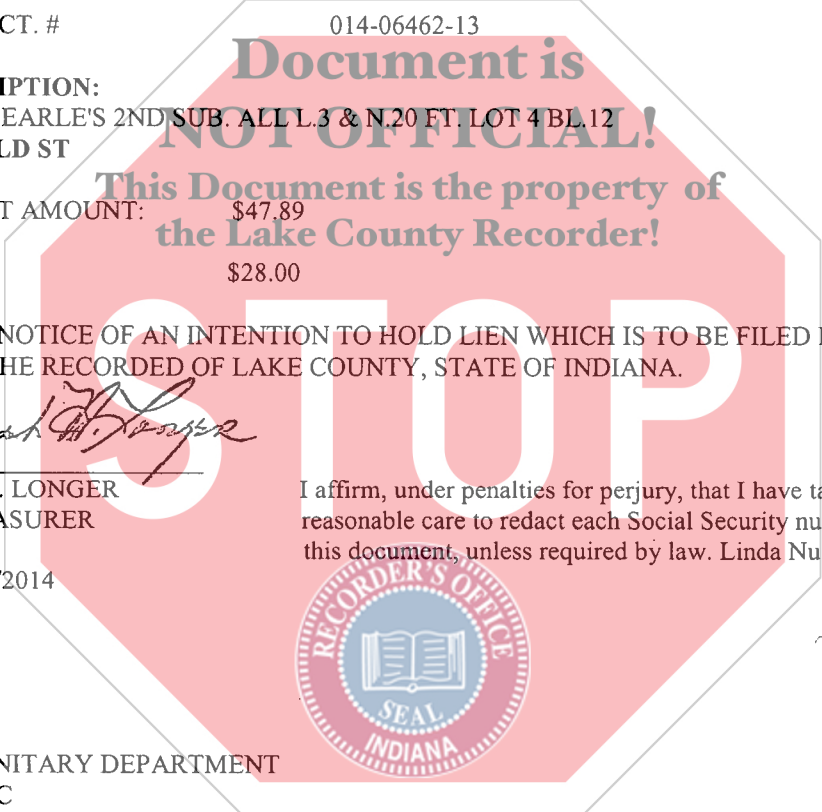 CT. # 014-06462-13
Document is
IPTION:
EARLE'S 2ND SUB. ALL L.3 & N.20 FT. LOT 4 BL.12
NOT OFFICIAL!
LD ST
This Document is the property of
T AMOUNT: $47.89
the Lake County Recorder!
$28.00
STOP
NOTICE OF AN INTENTION TO HOLD LIEN WHICH IS TO BE FILED
HE RECORDED OF LAKE COUNTY, STATE OF INDIANA.
H. Longer
. LONGER
I affirm, under penalties for perjury, that I have ta
ASURER
reasonable care to redact each Social Security nu
this document, unless required by law. Linda Nu
/2014
RECORDER'S OFFICE
SEAL
INDIANA
NITARY DEPARTMENT
C